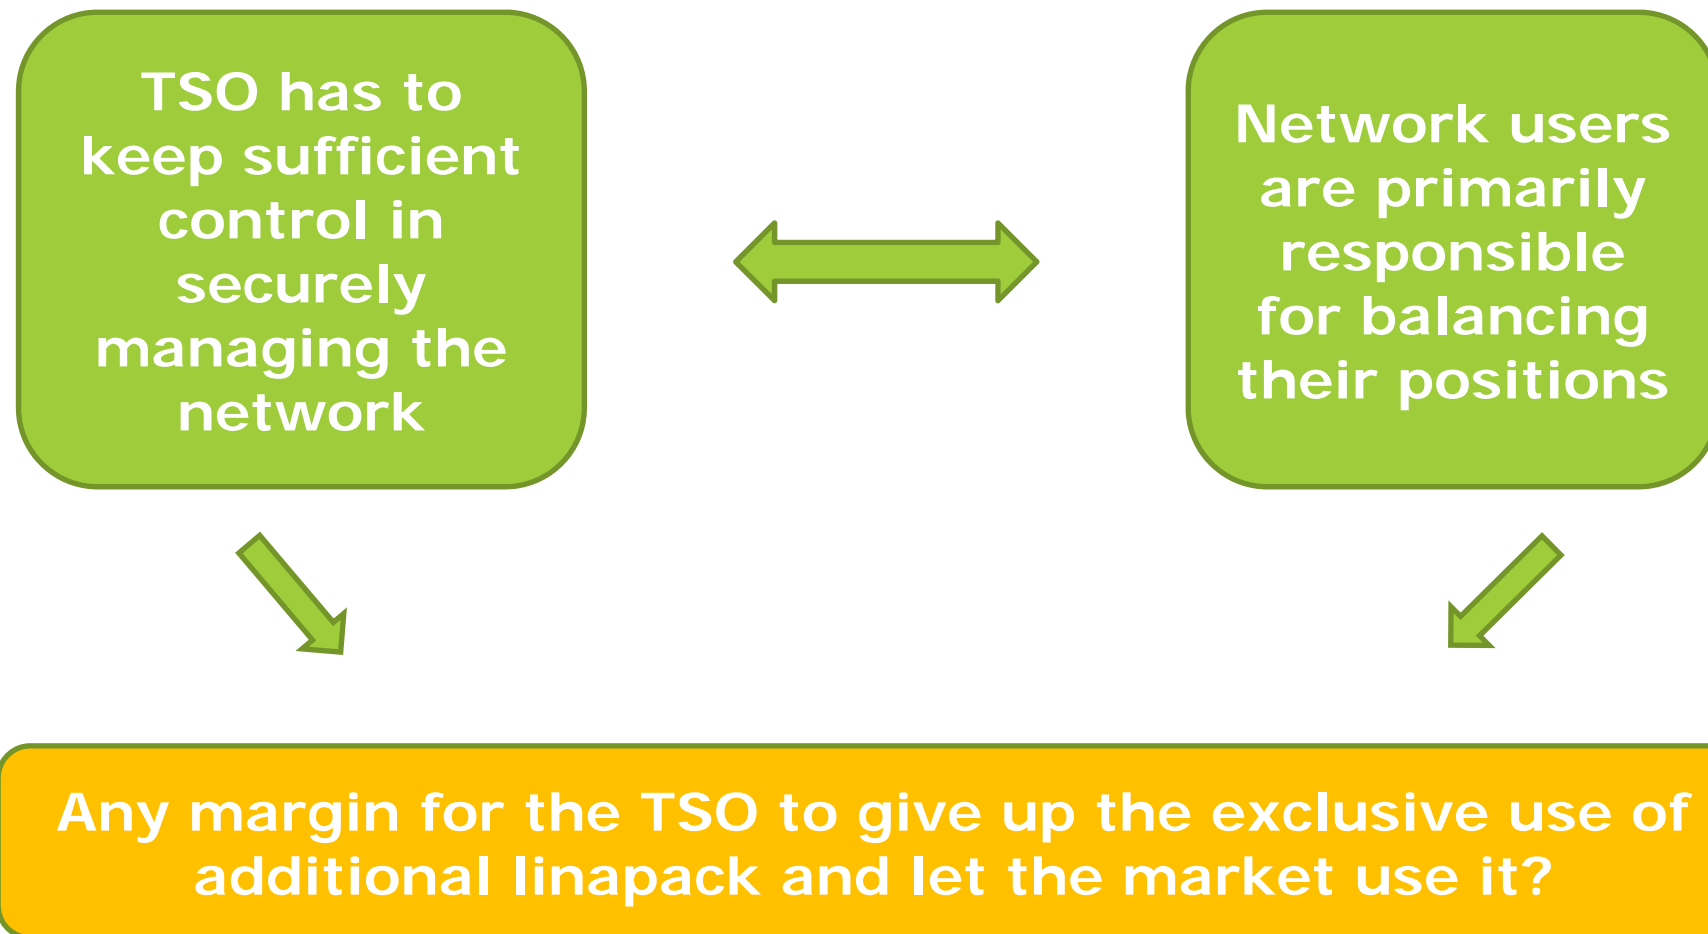 TSO has to
keep sufficient
control in
securely
managing the
network
Network users
are primarily
responsible
for balancing
their positions
Any margin for the TSO to give up the exclusive use of
additional linapack and let the market use it?